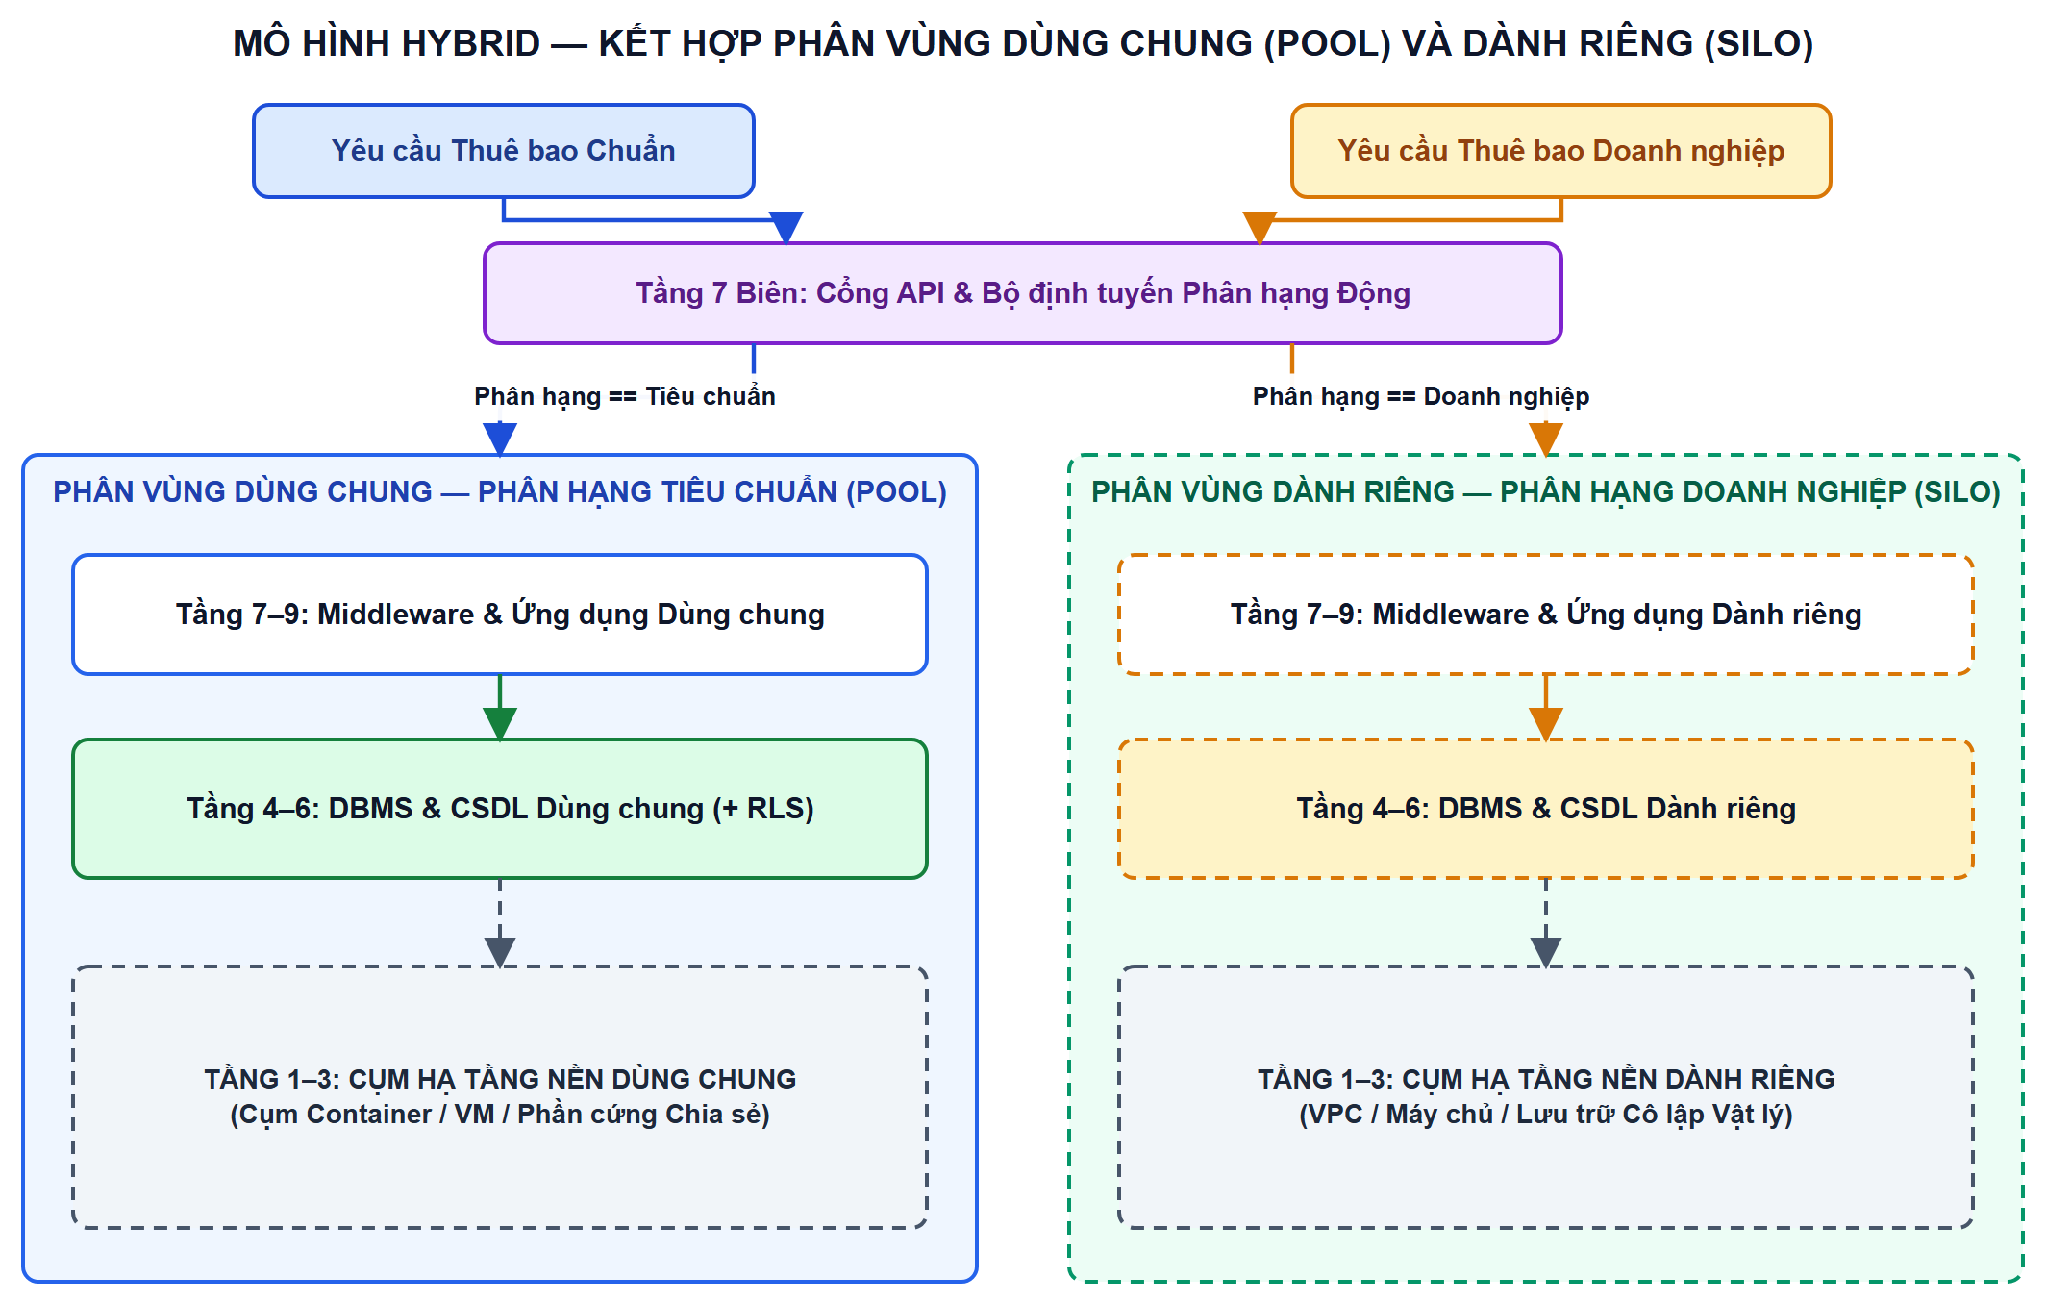 MÔ HÌNH HYBRID — KẾT HỢP PHÂN VÙNG DÙNG CHUNG (POOL) VÀ DÀNH RIÊNG (SILO)
Yêu cầu Thuê bao Chuẩn
Yêu cầu Thuê bao Doanh nghiệp
Tầng 7 Biên: Cổng API & Bộ định tuyến Phân hạng Động
Phân hạng == Tiêu chuẩn
Phân hạng == Doanh nghiệp
PHÂN VÙNG DÙNG CHUNG — PHÂN HẠNG TIÊU CHUẨN (POOL)
Tầng 7–9: Middleware & Ứng dụng Dùng chung
Tầng 4–6: DBMS & CSDL Dùng chung (+ RLS)
TẦNG 1–3: CỤM HẠ TẦNG NỀN DÙNG CHUNG
(Cụm Container / VM / Phần cứng Chia sẻ)
PHÂN VÙNG DÀNH RIÊNG — PHÂN HẠNG DOANH NGHIỆP (SILO)
Tầng 7–9: Middleware & Ứng dụng Dành riêng
Tầng 4–6: DBMS & CSDL Dành riêng
TẦNG 1–3: CỤM HẠ TẦNG NỀN DÀNH RIÊNG
(VPC / Máy chủ / Lưu trữ Cô lập Vật lý)